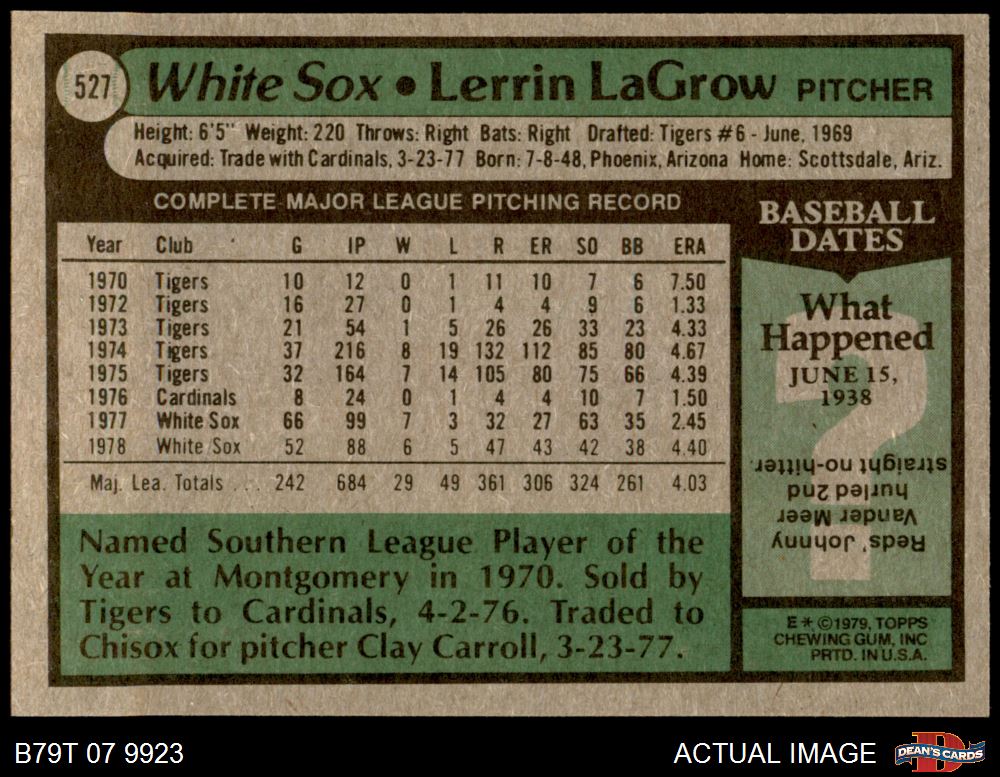 527
White Sox • Lerrin LaGrow PITCHER
Height: 6'5" Weight: 220 Throws: Right Bats: Right Drafted: Tigers #6 - June, 1969
Acquired: Trade with Cardinals, 3-23-77 Born: 7-8-48, Phoenix, Arizona Home: Scottsdale, Ariz.
COMPLETE MAJOR LEAGUE PITCHING RECORD
Year Club G IP W L R ER SO BB ERA
1970 Tigers 10 12 0 1 11 10 7 6 7.50
1972 Tigers 16 27 0 1 4 4 9 6 1.33
1973 Tigers 21 54 1 5 26 26 33 23 4.33
1974 Tigers 37 216 8 19 132 112 85 80 4.67
1975 Tigers 32 164 7 14 105 80 75 66 4.39
1976 Cardinals 8 24 0 1 4 4 10 7 1.50
1977 White Sox 66 99 7 3 32 27 63 35 2.45
1978 White Sox 52 88 6 5 47 43 42 38 4.40
Maj. Lea. Totals ... 242 684 29 49 361 306 324 261 4.03
Named Southern League Player of the
Year at Montgomery in 1970. Sold by
Tigers to Cardinals, 4-2-76. Traded to
Chisox for pitcher Clay Carroll, 3-23-77.
BASEBALL
DATES
What
Happened
JUNE 15,
1938
?
Reds' Johnny
Vander Meer
hurled 2nd
straight no-hitter.
E * ©1979, TOPPS
CHEWING GUM, INC
PRTD. IN U.S.A.
B79T 07 9923
ACTUAL IMAGE
D
DEAN'S CARDS